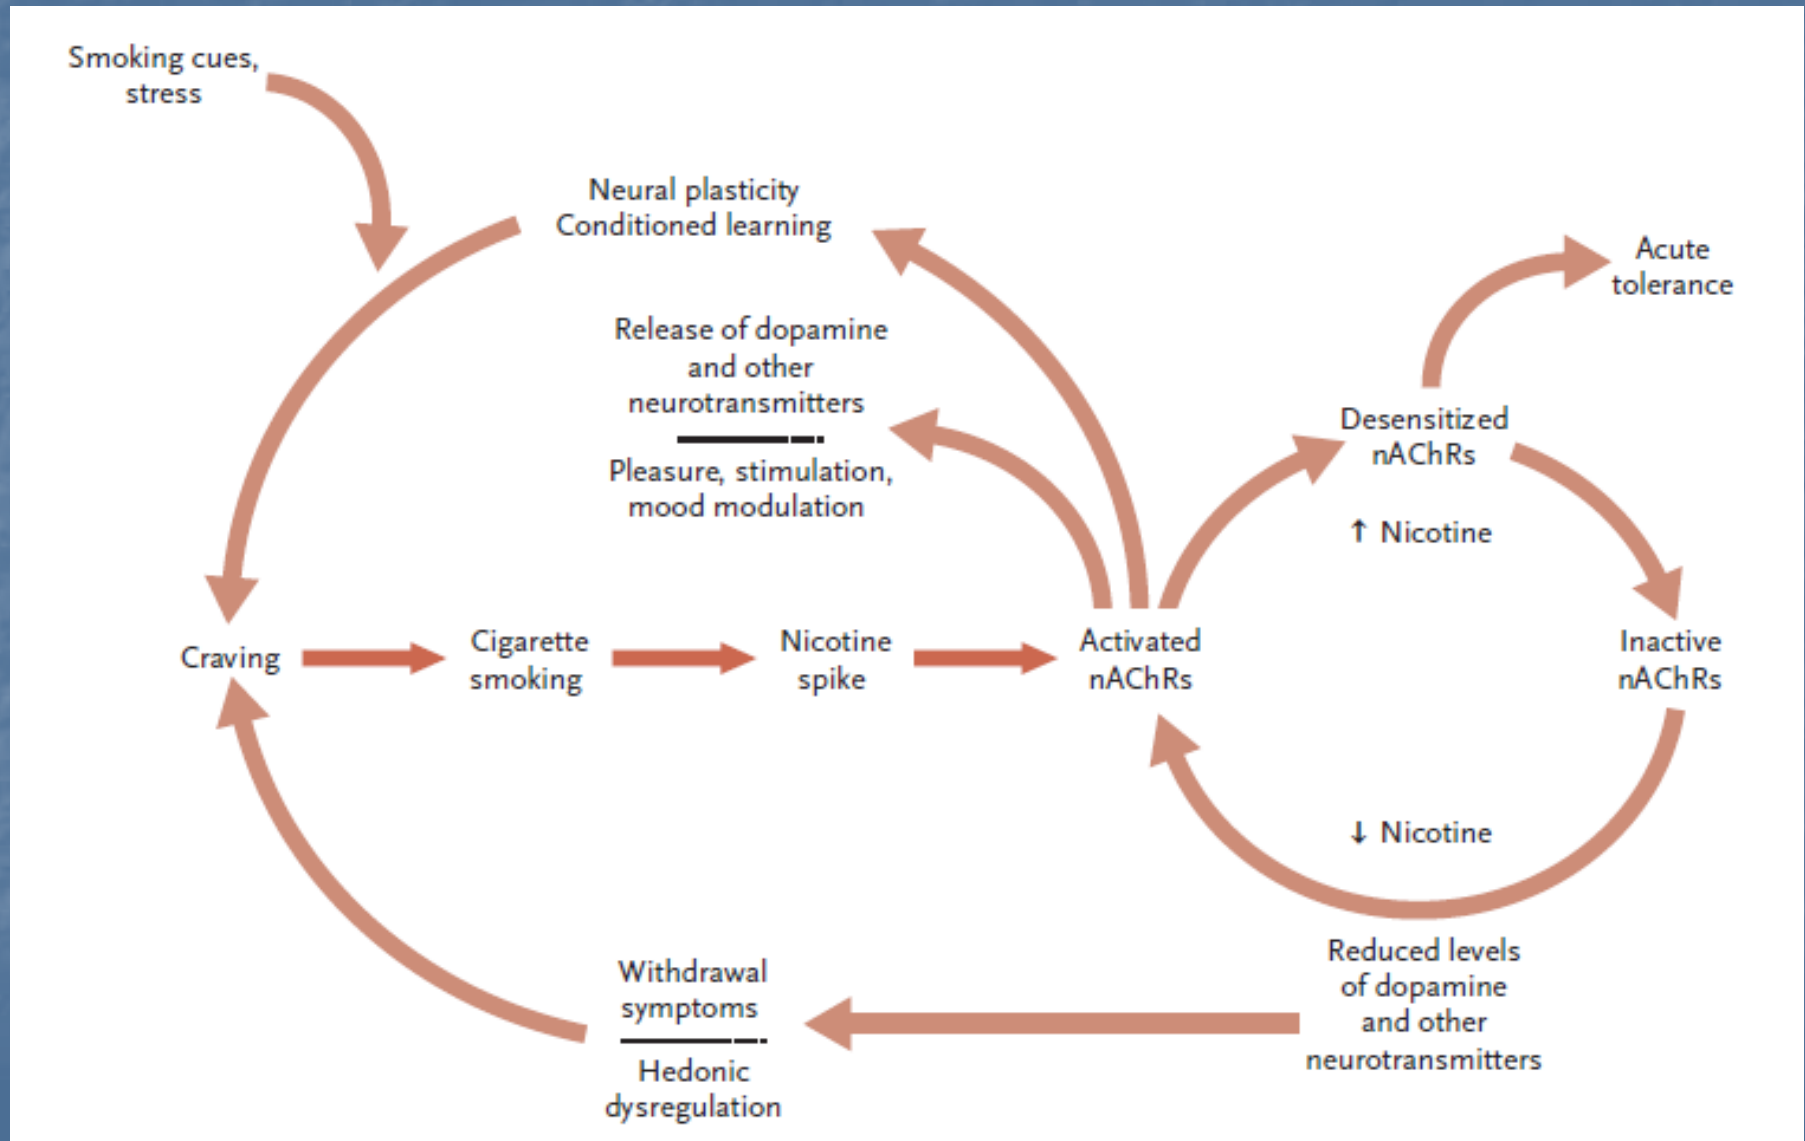 Smoking cues,
stress
Neural plasticity
Conditioned learning
Release of dopamine
and other
neurotransmitters
Pleasure, stimulation,
mood modulation
Acute
tolerance
Desensitized
nAChRs
↑ Nicotine
Craving
Cigarette
smoking
Nicotine
spike
Activated
nAChRs
Inactive
nAChRs
↓ Nicotine
Reduced levels
of dopamine
and other
neurotransmitters
Withdrawal
symptoms
Hedonic
dysregulation